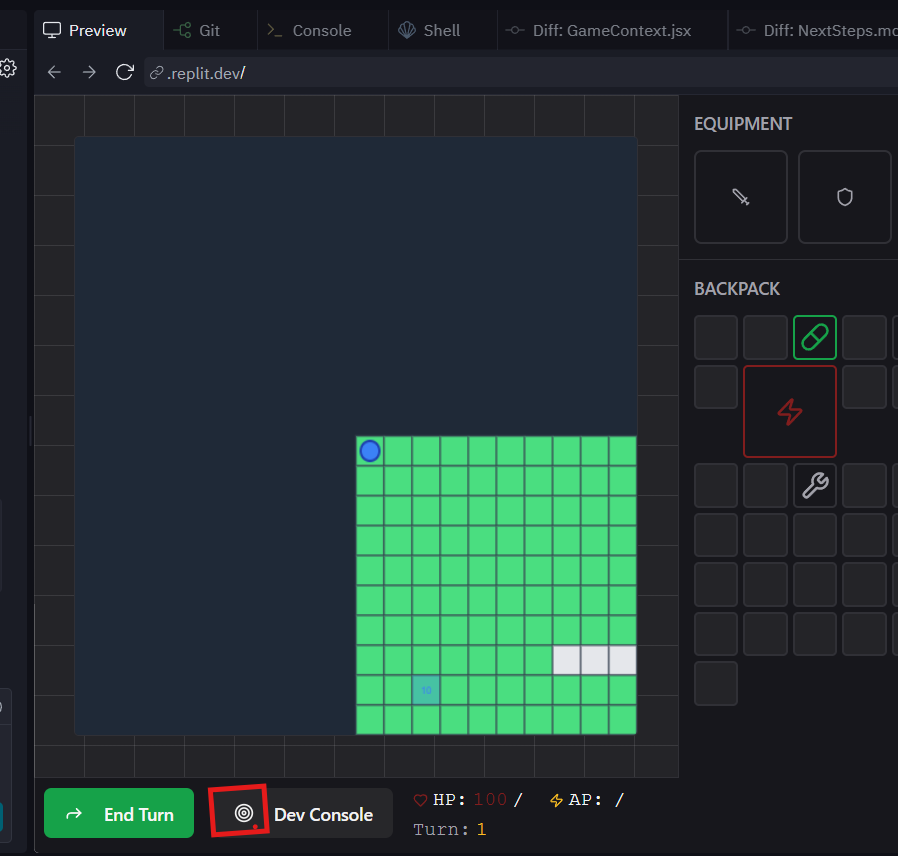 Preview
Git
Console
Shell
Diff: GameContext.jsx
Diff: NextSteps.mc
.replit.dev/
EQUIPMENT
BACKPACK
10
End Turn
Dev Console
HP: 100 /
AP: /
Turn: 1